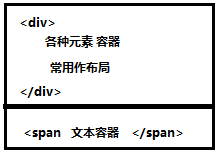 <div>
各种元素 容器
常用作布局
</div>
<span 文本容器 </span>